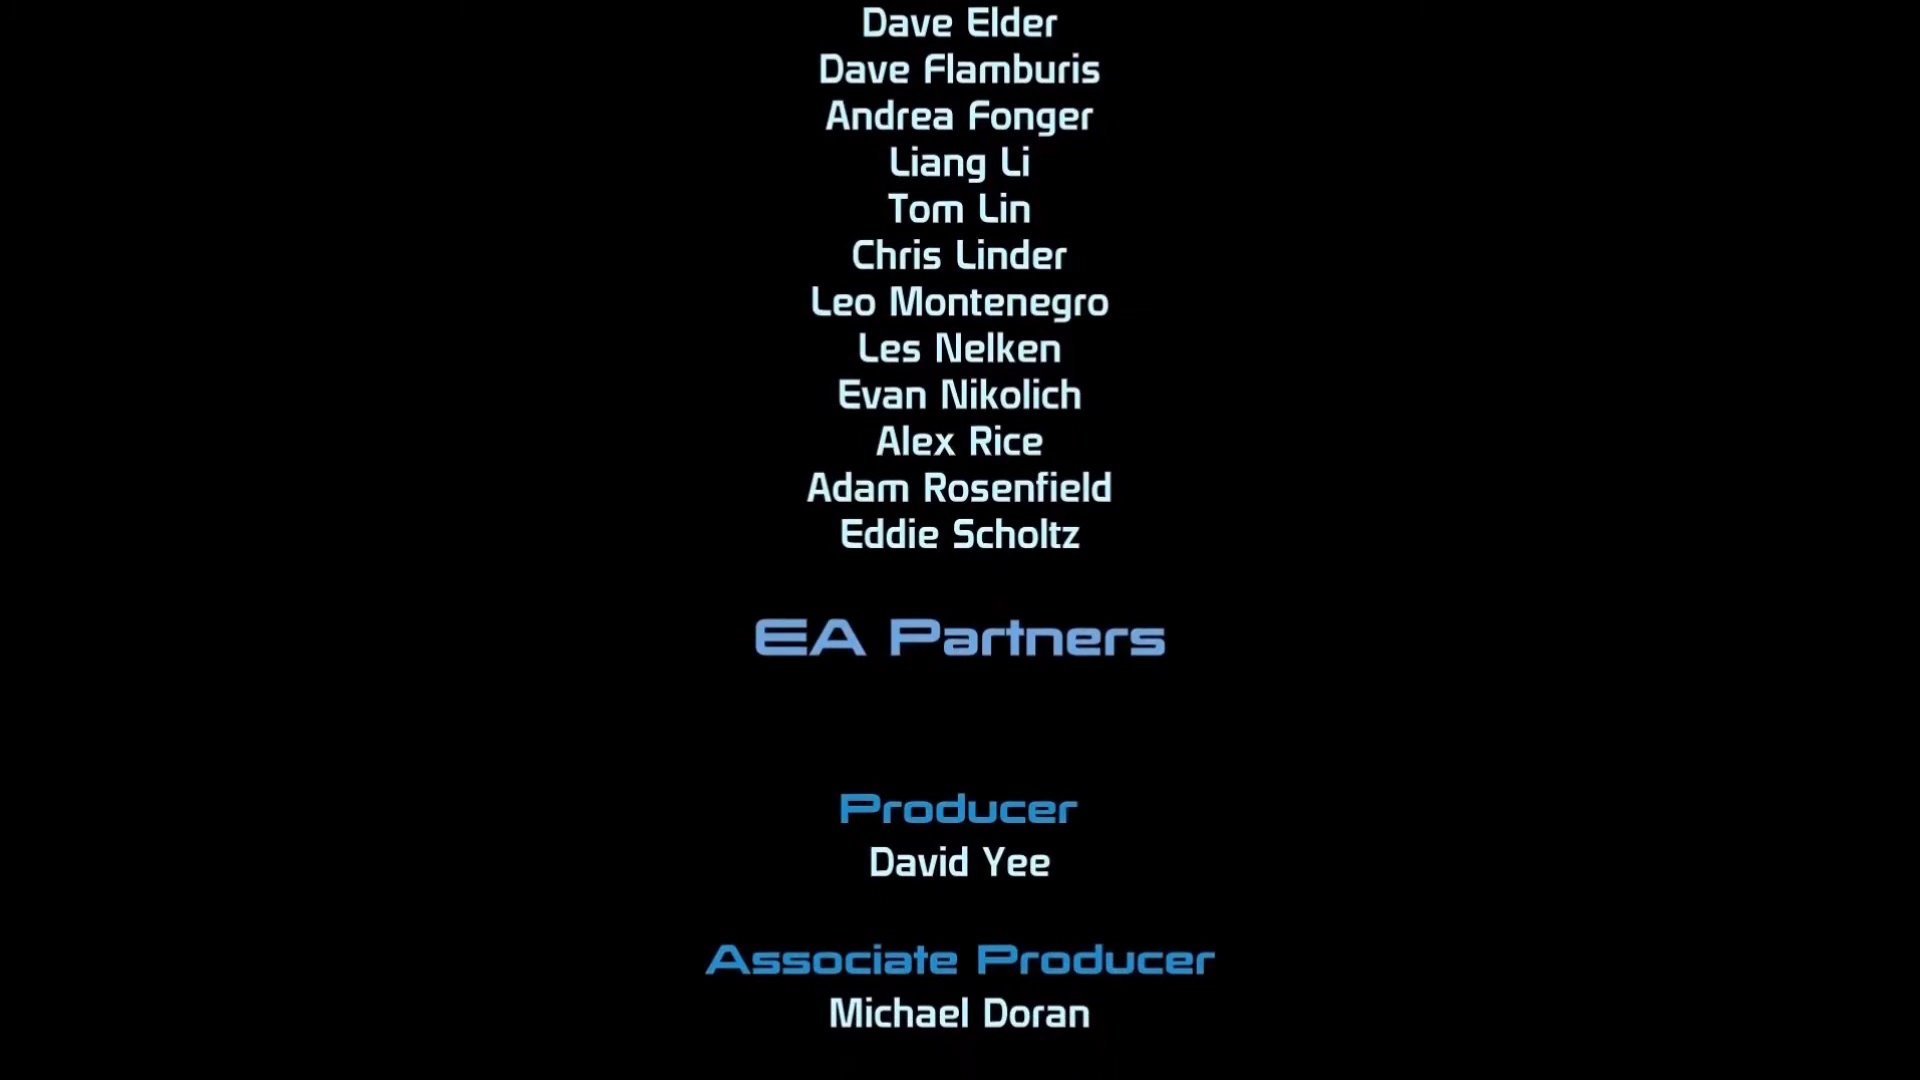 Dave Elder
Dave Flamburis
Andrea Fonger
Liang Li
Tom Lin
Chris Linder
Leo Montenegro
Les Nelken
Evan Nikolich
Alex Rice
Adam Rosenfield
Eddie Scholtz
EA Partners
Producer
David Yee
Associate Producer
Michael Doran